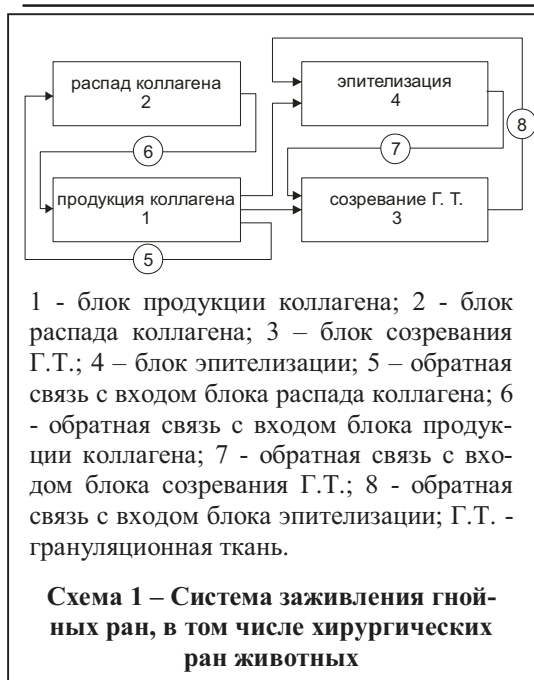 распад коллагена
2
эпителизация
4
8
6
7
продукция коллагена
1
созревание Г. Т.
3
5
1 - блок продукции коллагена; 2 - блок
распада коллагена; 3 – блок созревания
Г.Т.; 4 – блок эпителизации; 5 – обратная
связь с входом блока распада коллагена; 6
- обратная связь с входом блока продук-
ции коллагена; 7 - обратная связь с вхо-
дом блока созревания Г.Т.; 8 - обратная
связь с входом блока эпителизации; Г.Т. -
грануляционная ткань.
Схема 1 – Система заживления гной-
ных ран, в том числе хирургических
ран животных